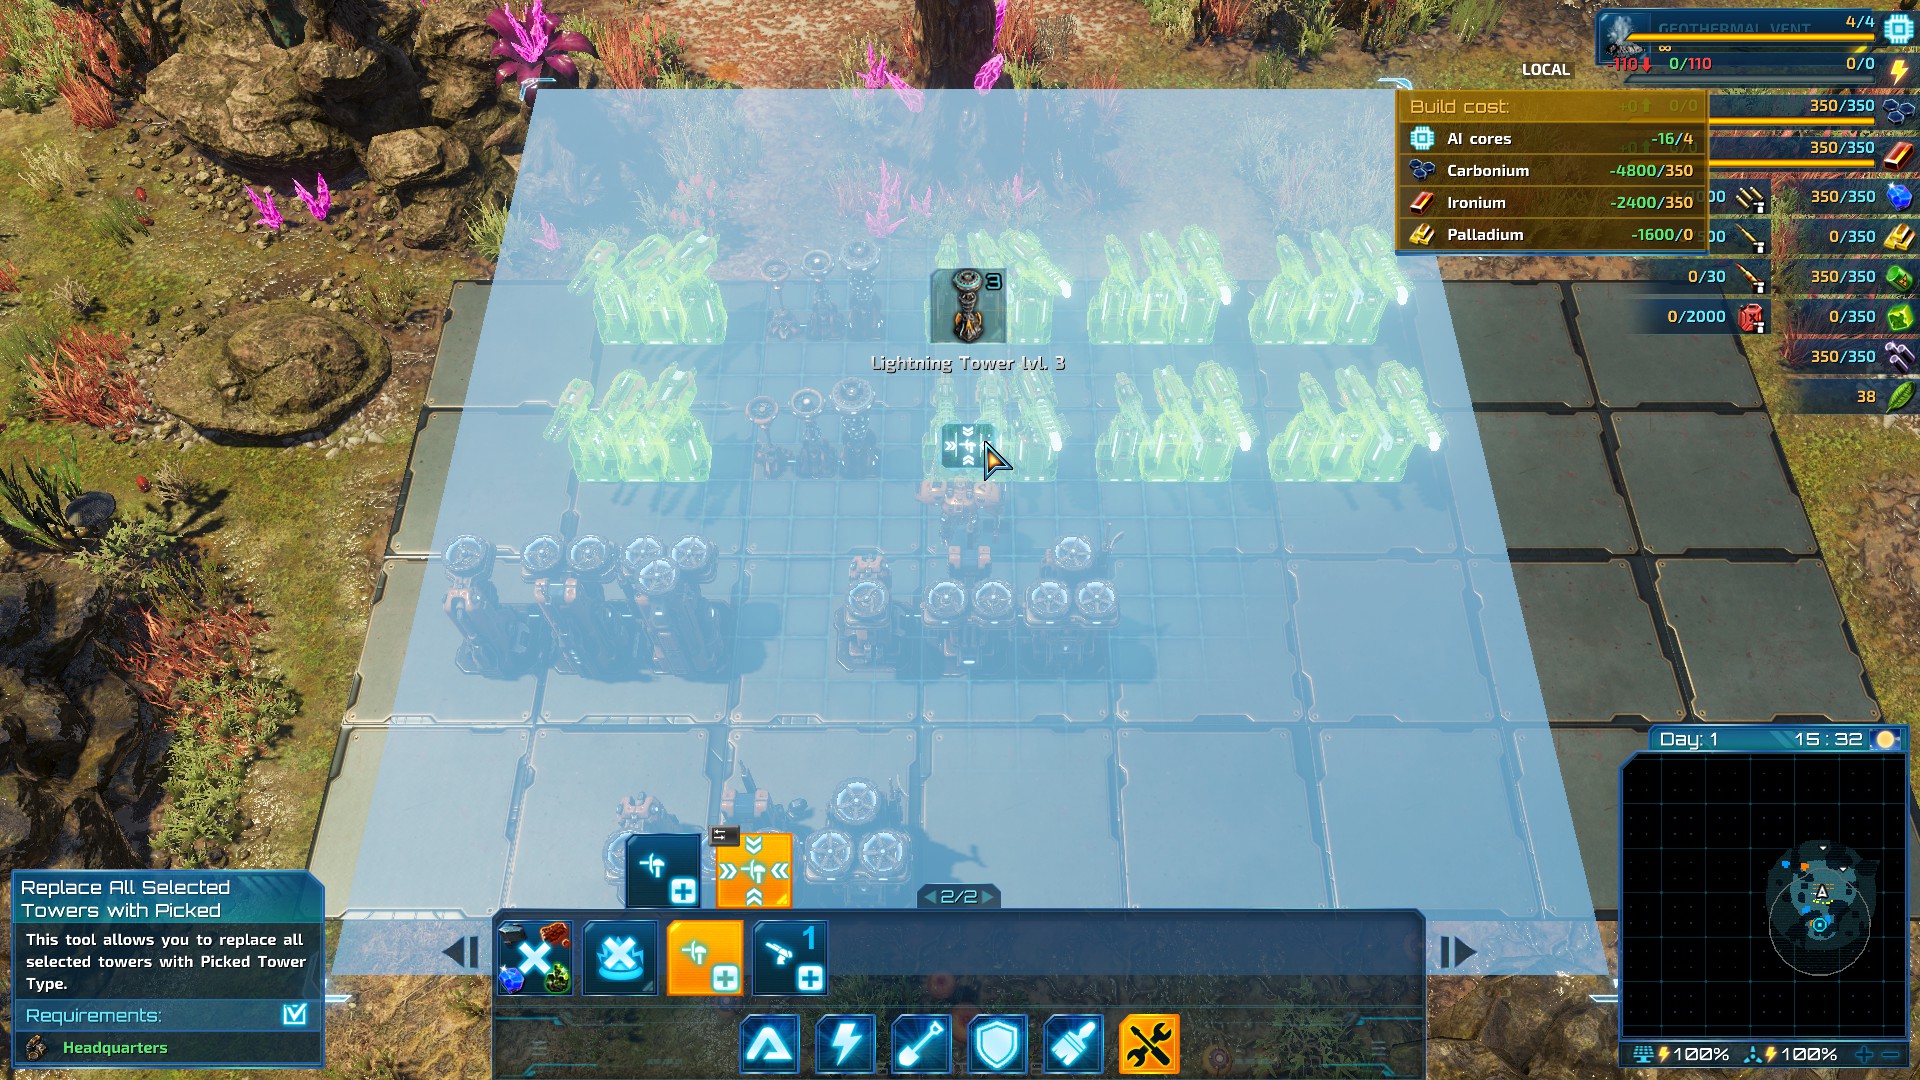 GEOTHERMAL VENT
4/4
∞
LOCAL
-110
0/110
0/0
Build cost:
+0
0/0
350/350
AI cores
-16/4
350/350
Carbonium
-4800/350
350/350
Ironium
-2400/350
0/350
Palladium
-1600/0
0/30
350/350
0/2000
0/350
350/350
38
3
Lightning Tower lvl. 3
Day: 1
15:32
2/2
1
Replace All Selected
Towers with Picked
This tool allows you to replace all
selected towers with Picked Tower
Type.
Requirements:
Headquarters
100%
100%